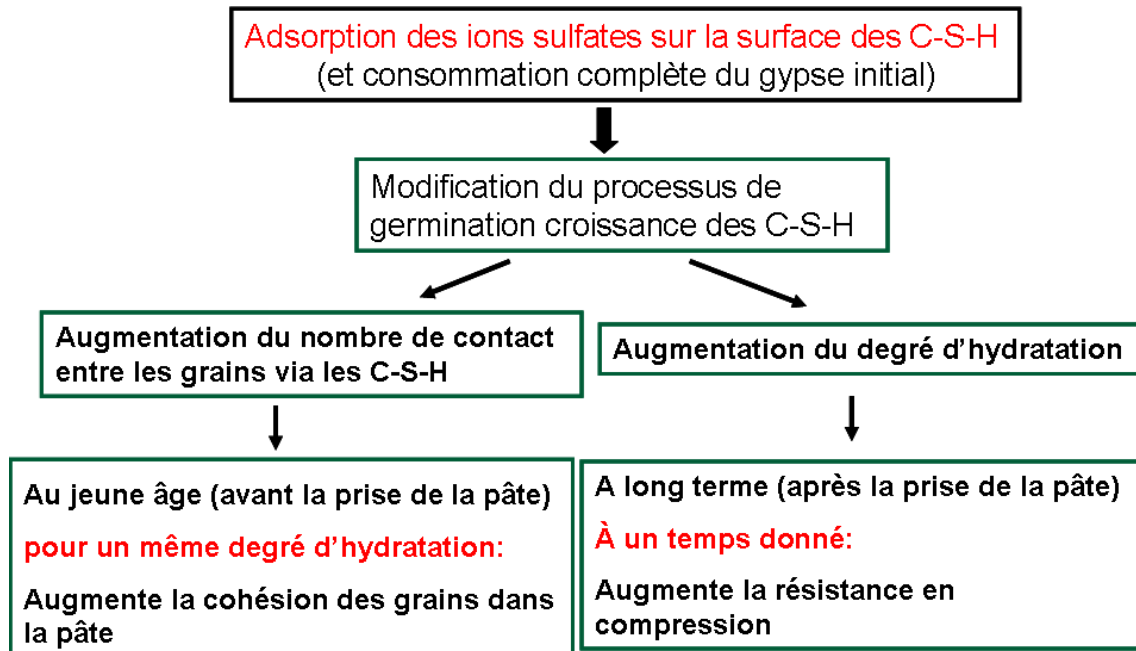 Adsorption des ions sulfates sur la surface des C-S-H
(et consommation complète du gypse initial)
Modification du processus de
germination croissance des C-S-H
Augmentation du nombre de contact
entre les grains via les C-S-H
Augmentation du degré d'hydratation
Au jeune âge (avant la prise de la pâte)
pour un même degré d'hydratation:
Augmente la cohésion des grains dans
la pâte
A long terme (après la prise de la pâte)
À un temps donné:
Augmente la résistance en
compression